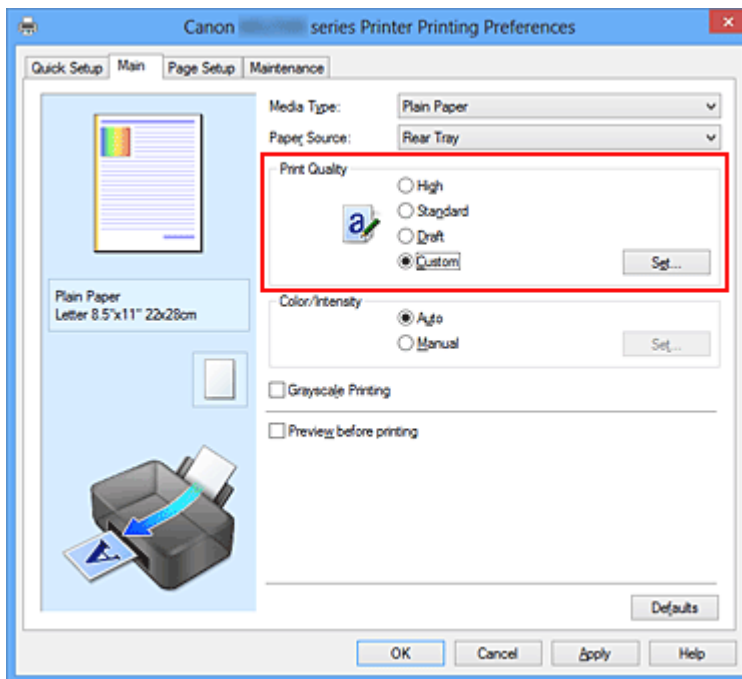 Canon series Printer Printing Preferences
Quick Setup Main Page Setup Maintenance
Media Type: Plain Paper
Paper Source: Rear Tray
Print Quality
High
Standard
Draft
Custom Set...
Plain Paper
Letter 8.5"x11" 22x28cm
Color/Intensity
Auto
Manual Set...
Grayscale Printing
Preview before printing
a
A
Defaults
OK Cancel Apply Help